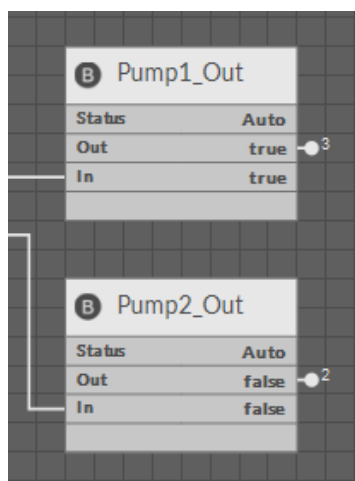 B Pump1_Out
Status Auto
Out true 3
In true
B Pump2_Out
Status Auto
Out false 2
In false